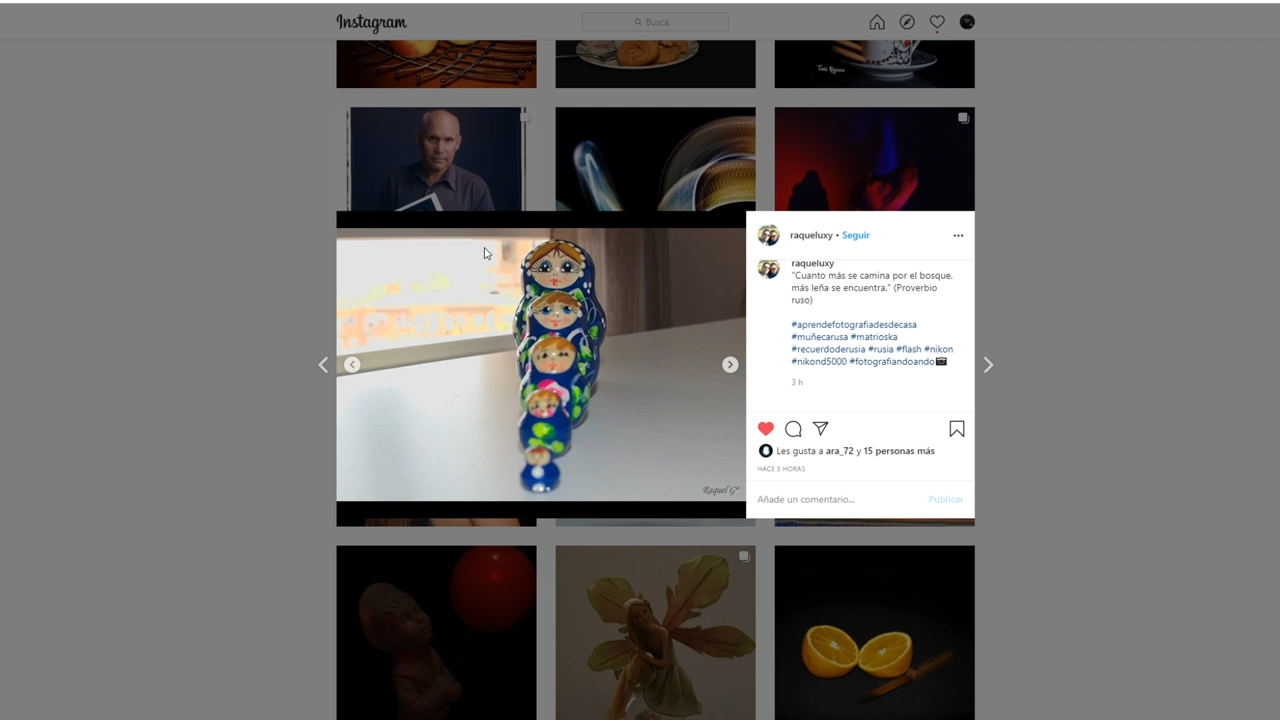 Instagram
Busca
raqueluxy • Seguir
raqueluxy
"Cuanto más se camina por el bosque,
más leña se encuentra." (Proverbio
ruso)
#aprendefotografiadesdecasa
#muñecarusa #matrioska
#recuerdoderusia #rusia #flash #nikon
#nikond5000 #fotografiandoando
3 h
Les gusta a ara_72 y 15 personas más
HACE 3 HORAS
Añade un comentario...
Publicar
Raquel G*